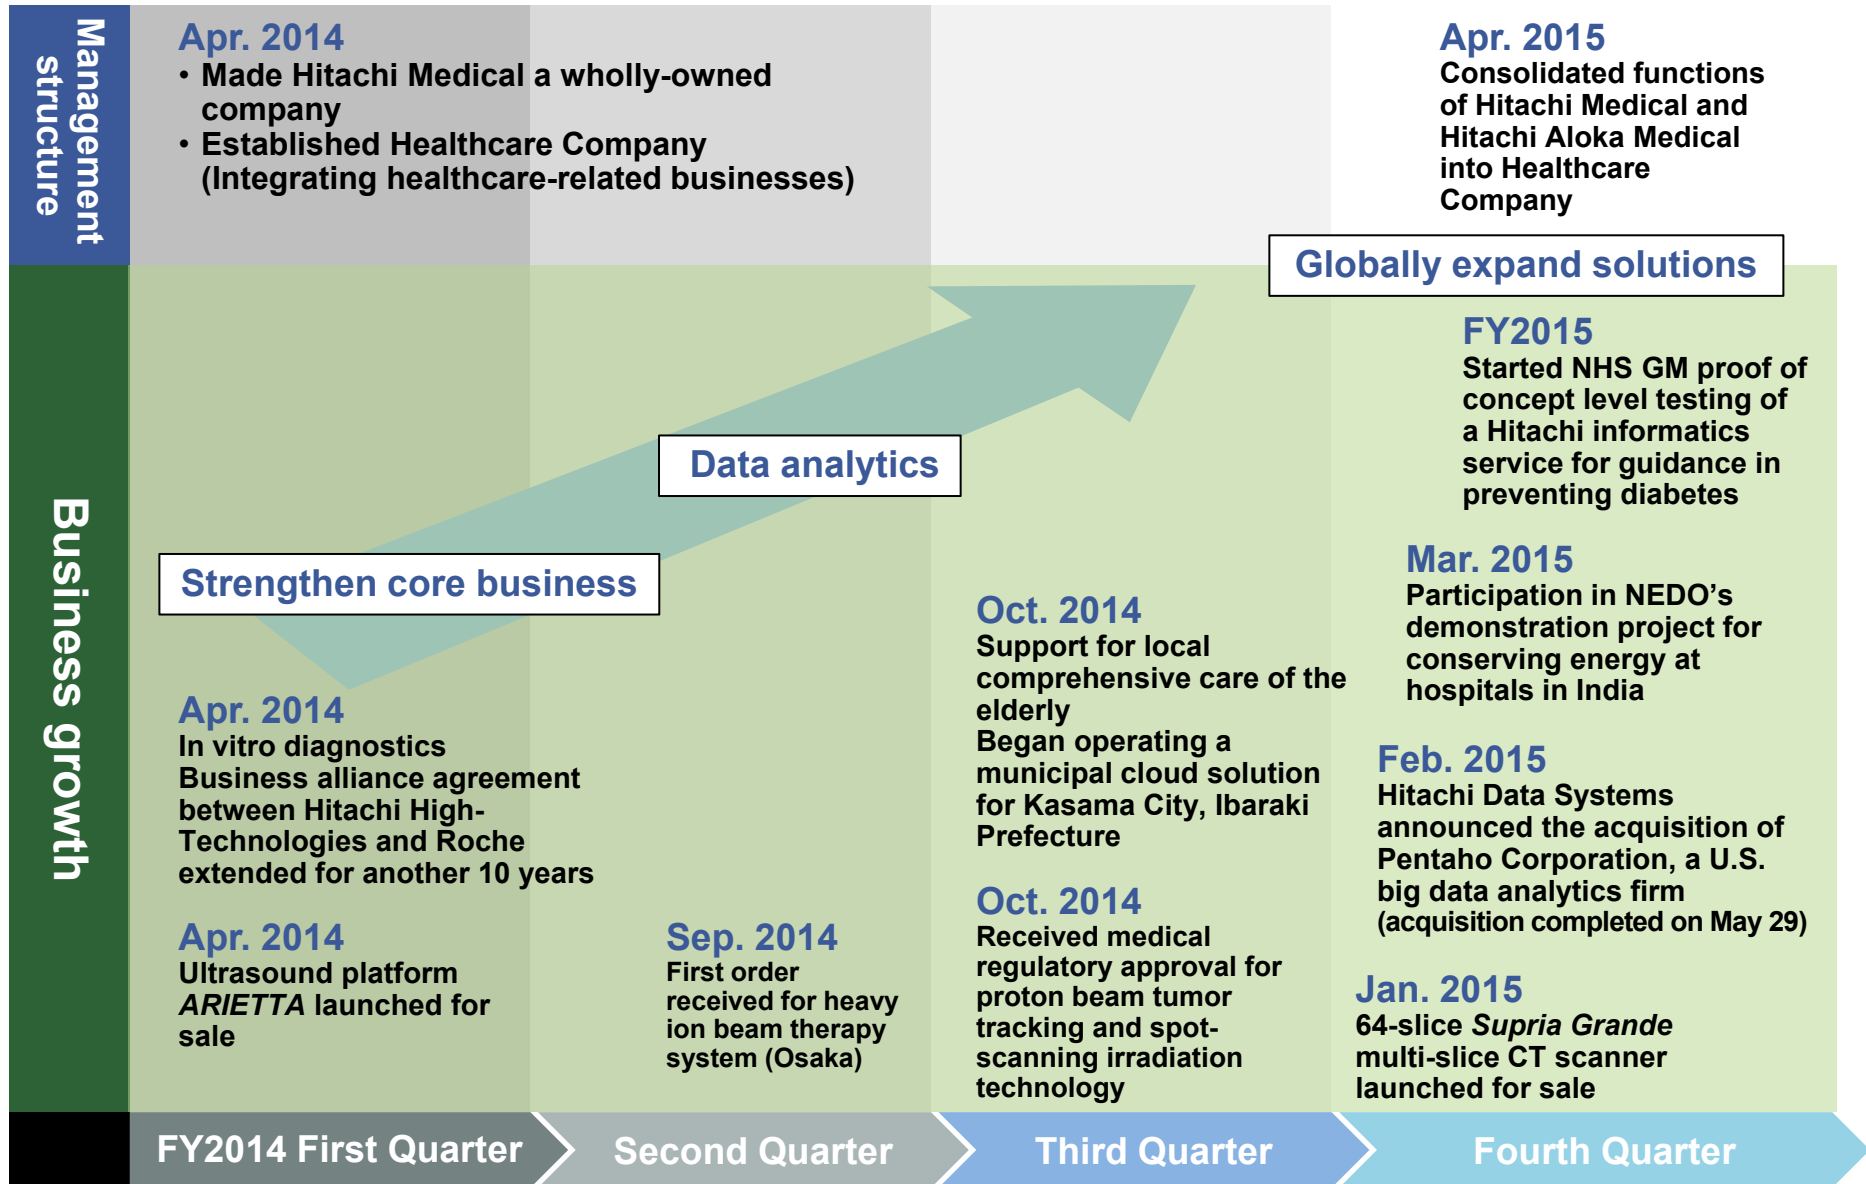 Management
structure
Apr. 2014
• Made Hitachi Medical a wholly-owned
company
• Established Healthcare Company
(Integrating healthcare-related businesses)
Apr. 2015
Consolidated functions
of Hitachi Medical and
Hitachi Aloka Medical
into Healthcare
Company
Business growth
Globally expand solutions
Data analytics
Strengthen core business
Apr. 2014
In vitro diagnostics
Business alliance agreement
between Hitachi High-
Technologies and Roche
extended for another 10 years
Apr. 2014
Ultrasound platform
ARIETTA launched for
sale
Sep. 2014
First order
received for heavy
ion beam therapy
system (Osaka)
Oct. 2014
Support for local
comprehensive care of the
elderly
Began operating a
municipal cloud solution
for Kasama City, Ibaraki
Prefecture
Oct. 2014
Received medical
regulatory approval for
proton beam tumor
tracking and spot-
scanning irradiation
technology
FY2015
Started NHS GM proof of
concept level testing of
a Hitachi informatics
service for guidance in
preventing diabetes
Mar. 2015
Participation in NEDO’s
demonstration project for
conserving energy at
hospitals in India
Feb. 2015
Hitachi Data Systems
announced the acquisition of
Pentaho Corporation, a U.S.
big data analytics firm
(acquisition completed on May 29)
Jan. 2015
64-slice Supria Grande
multi-slice CT scanner
launched for sale
FY2014 First Quarter
Second Quarter
Third Quarter
Fourth Quarter